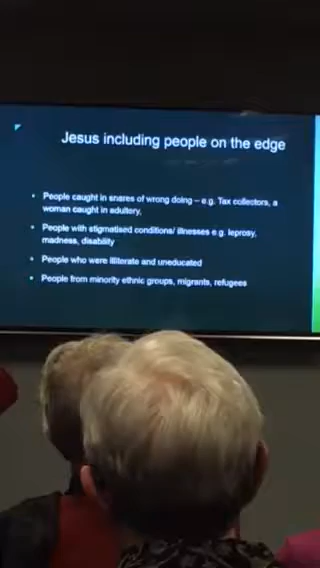 Jesus including people on the edge
• People caught in snares of wrong doing – e.g. Tax collectors, a
woman caught in adultery,
• People with stigmatised conditions/ illnesses e.g. leprosy,
madness, disability
• People who were illiterate and uneducated
• People from minority ethnic groups, migrants, refugees